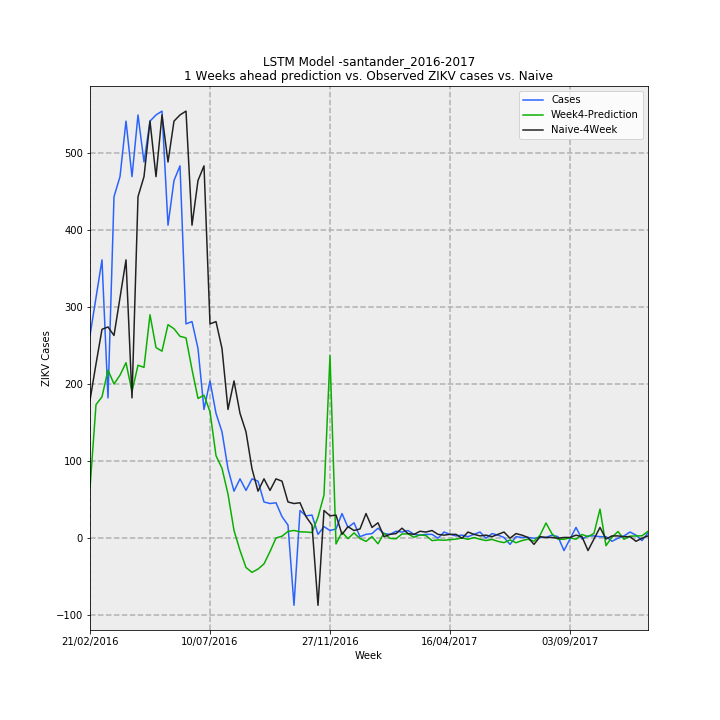 LSTM Model -santander_2016-2017
1 Weeks ahead prediction vs. Observed ZIKV cases vs. Naive
Cases
Week4-Prediction
Naive-4Week
ZIKV Cases
500
400
300
200
100
0
−100
21/02/2016
10/07/2016
27/11/2016
16/04/2017
03/09/2017
Week